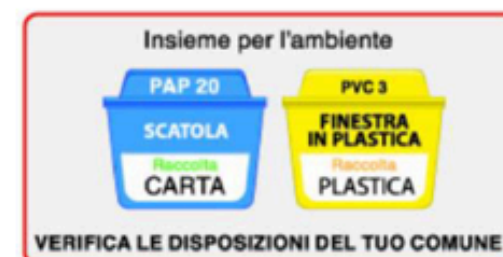 Insieme per l'ambiente
PAP 20
SCATOLA
Raccolta
CARTA
PVC 3
FINESTRA
IN PLASTICA
Raccolta
PLASTICA
VERIFICA LE DISPOSIZIONI DEL TUO COMUNE